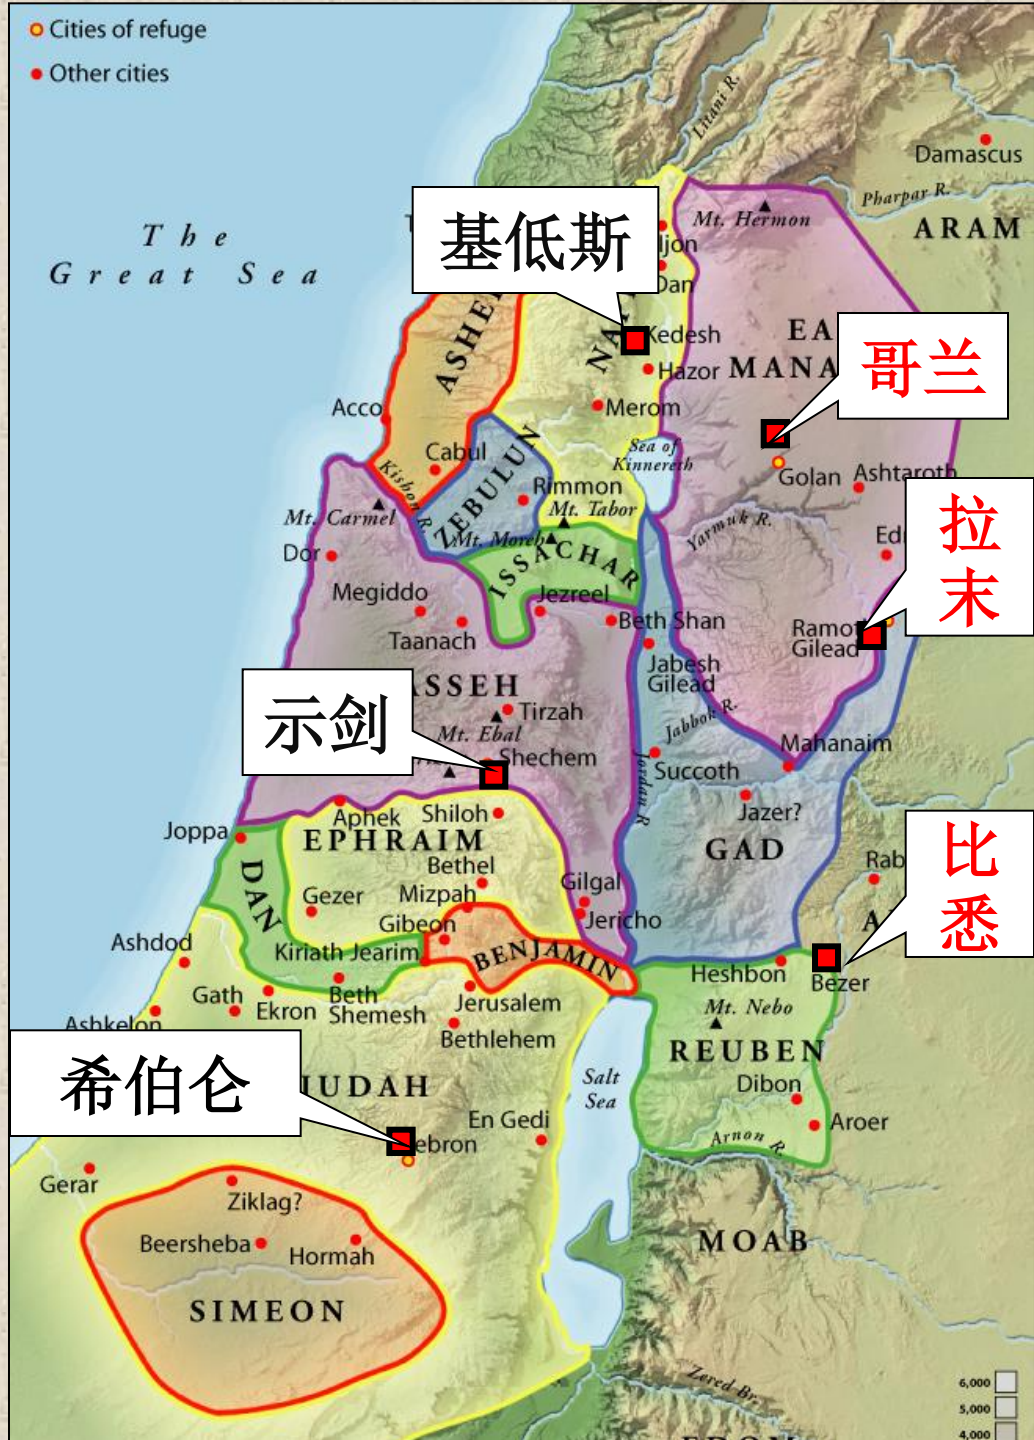 Cities of refuge
Other cities
Litani R.
Damascus
Pharpar R.
ARAM
Mt. Hermon
The
Great Sea
基低斯
Dan
Kedesh
Hazor
哥兰
ASHE
Merom
Acco
Cabul
Sea of
Kinnereth
Golan
Ashtaroth
Kishon R.
ZEBULUN
Rimmon
Mt. Tabor
Mt. Carmel
Mt. Moreh
Yarmuk R.
拉
末
Dor
ISSACHAR
Megiddo
Jezreel
Taanach
Beth Shan
Gilead
Jabesh
Gilead
示剑
ASSEH
Tirzah
Mt. Ebal
Jabbok R.
Shechem
Mahanaim
Succoth
Jordan R
Jazer?
Joppa
Aphek
Shiloh
EPHRAIM
GAD
比
悉
DAN
Bethel
Gezer
Mizpah
Gilgal
Gibeon
Jericho
Ashdod
Kiriath Jearim
BENJAMIN
Heshbon
Bezer
Gath
Ekron
Beth
Shemesh
Jerusalem
Mt. Nebo
Ashkelon
Bethlehem
REUBEN
希伯仑
JUDAH
Salt
Sea
Dibon
En Gedi
Aroer
ebron
Arnon R.
Gerar
Ziklag?
Beersheba
Hormah
MOAB
SIMEON
Zered Br.
6,000
5,000
4,000